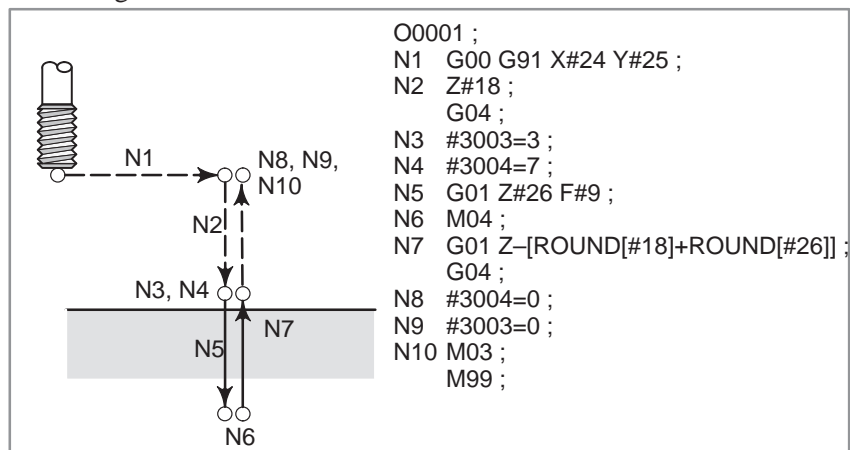 O0001 ;
N1 G00 G91 X#24 Y#25 ;
N2 Z#18 ;
G04 ;
N3 #3003=3 ;
N4 #3004=7 ;
N5 G01 Z#26 F#9 ;
N6 M04 ;
N7 G01 Z–[ROUND[#18]+ROUND[#26]] ;
G04 ;
N8 #3004=0 ;
N9 #3003=0 ;
N10 M03 ;
M99 ;
N1
N8, N9,
N10
N2
N3, N4
N7
N5
N6